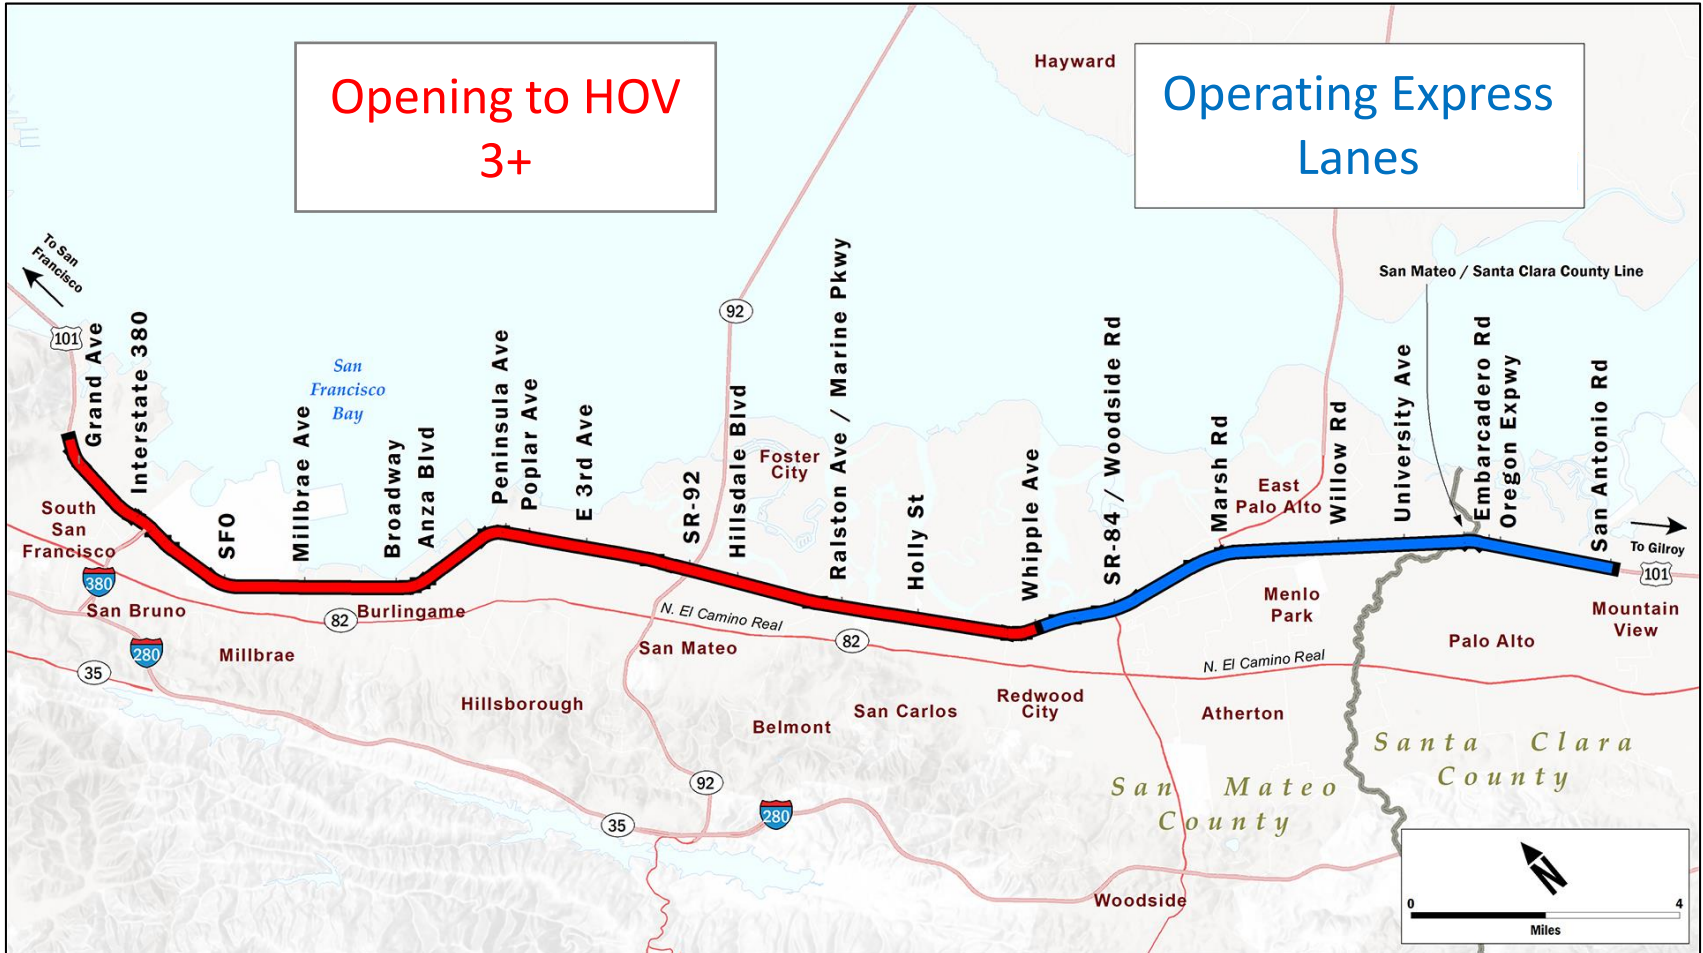 Opening to HOV
3+
Operating Express
Lanes
Hayward
To San
Francisco
101
Grand Ave
Interstate 380
San
Francisco
Bay
SFO
Millbrae Ave
Broadway
Anza Blvd
Peninsula Ave
Poplar Ave
E 3rd Ave
SR-92
92
Hillsdale Blvd
Foster
City
Ralston Ave / Marine Pkwy
Holly St
Whipple Ave
SR-84 / Woodside Rd
Marsh Rd
East
Palo Alto
Willow Rd
University Ave
San Mateo / Santa Clara County Line
Embarcadero Rd
Oregon Expwy
San Antonio Rd
To Gilroy
101
South
San
Francisco
380
San Bruno
280
35
Millbrae
82
Burlingame
Hillsborough
N. El Camino Real
San Mateo
82
Belmont
San Carlos
Redwood
City
N. El Camino Real
Atherton
Menlo
Park
Palo Alto
Mountain
View
92
35
280
San Mateo
County
Santa Clara
County
Woodside
N
0
4
Miles